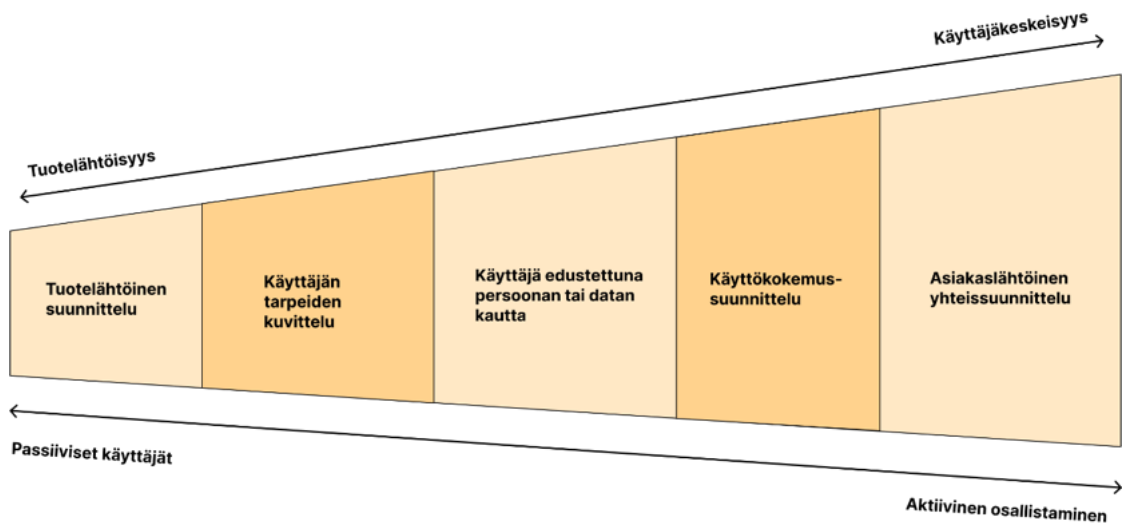 Käyttäjäkeskeisyys
Tuotelähtöisyys
Tuotelähtöinen
suunnittelu
Käyttäjän
tarpeiden
kuvittelu
Käyttäjä edustettuna
persoonan tai datan
kautta
Käyttökokemus-
suunnittelu
Asiakaslähtöinen
yhteissuunnittelu
Passiiviset käyttäjät
Aktiivinen osallistaminen